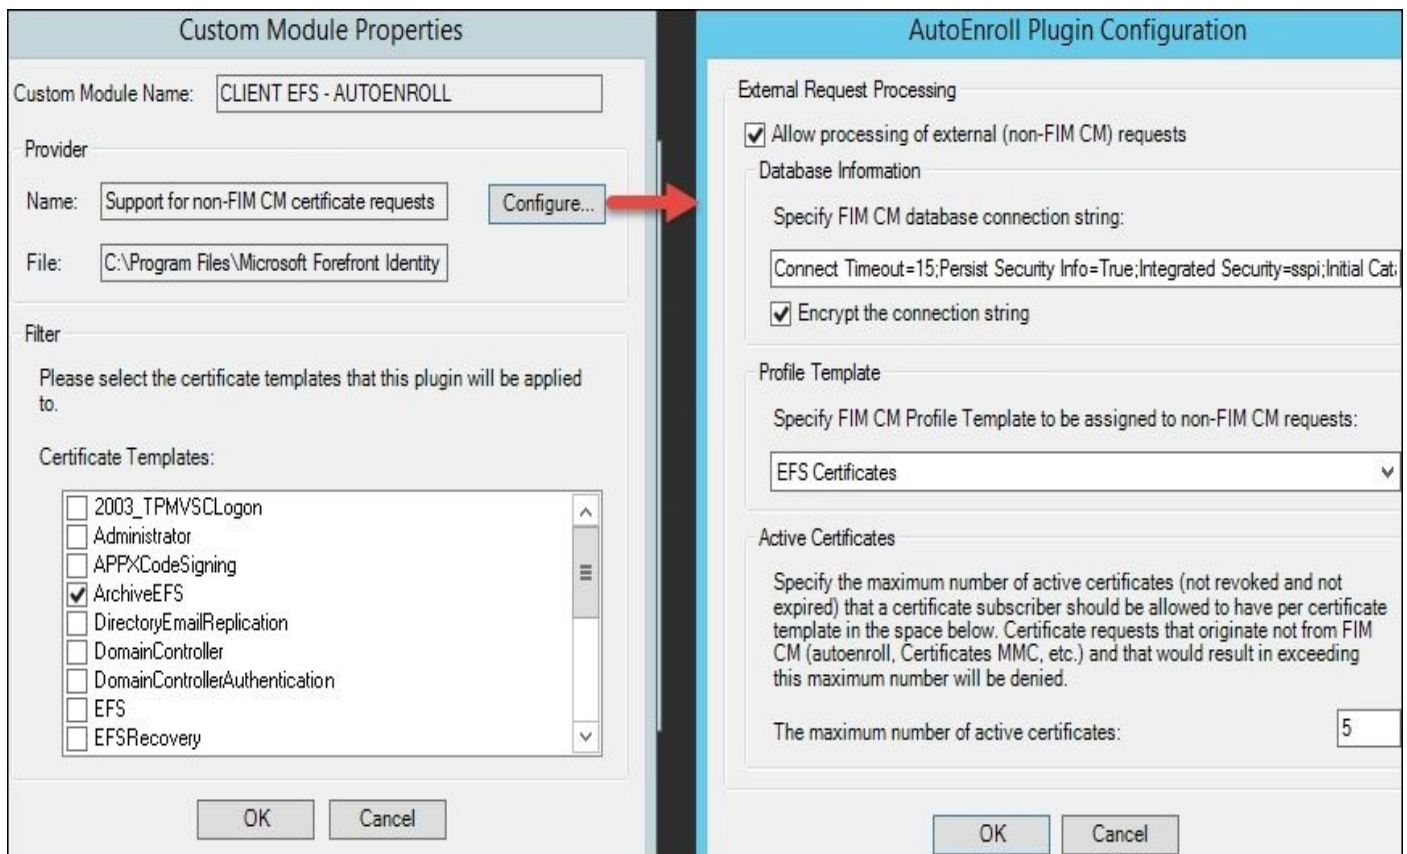 Custom Module Properties
Custom Module Name:
CLIENT EFS - AUTOENROLL
Provider
Name:
Support for non-FIM CM certificate requests
Configure...
File:
C:\Program Files\Microsoft Forefront Identity
Filter
Please select the certificate templates that this plugin will be applied
to.
Certificate Templates:
2003_TPMVSCLogon
Administrator
APPXCodeSigning
ArchiveEFS
DirectoryEmailReplication
DomainController
DomainControllerAuthentication
EFS
EFSRecovery
OK
Cancel
AutoEnroll Plugin Configuration
External Request Processing
Allow processing of external (non-FIM CM) requests
Database Information
Specify FIM CM database connection string:
Connect Timeout=15;Persist Security Info=True;Integrated Security=sspi;Initial Cat
Encrypt the connection string
Profile Template
Specify FIM CM Profile Template to be assigned to non-FIM CM requests:
EFS Certificates
Active Certificates
Specify the maximum number of active certificates (not revoked and not
expired) that a certificate subscriber should be allowed to have per certificate
template in the space below. Certificate requests that originate not from FIM
CM (autoenroll, Certificates MMC, etc.) and that would result in exceeding
this maximum number will be denied.
The maximum number of active certificates:
5
OK
Cancel